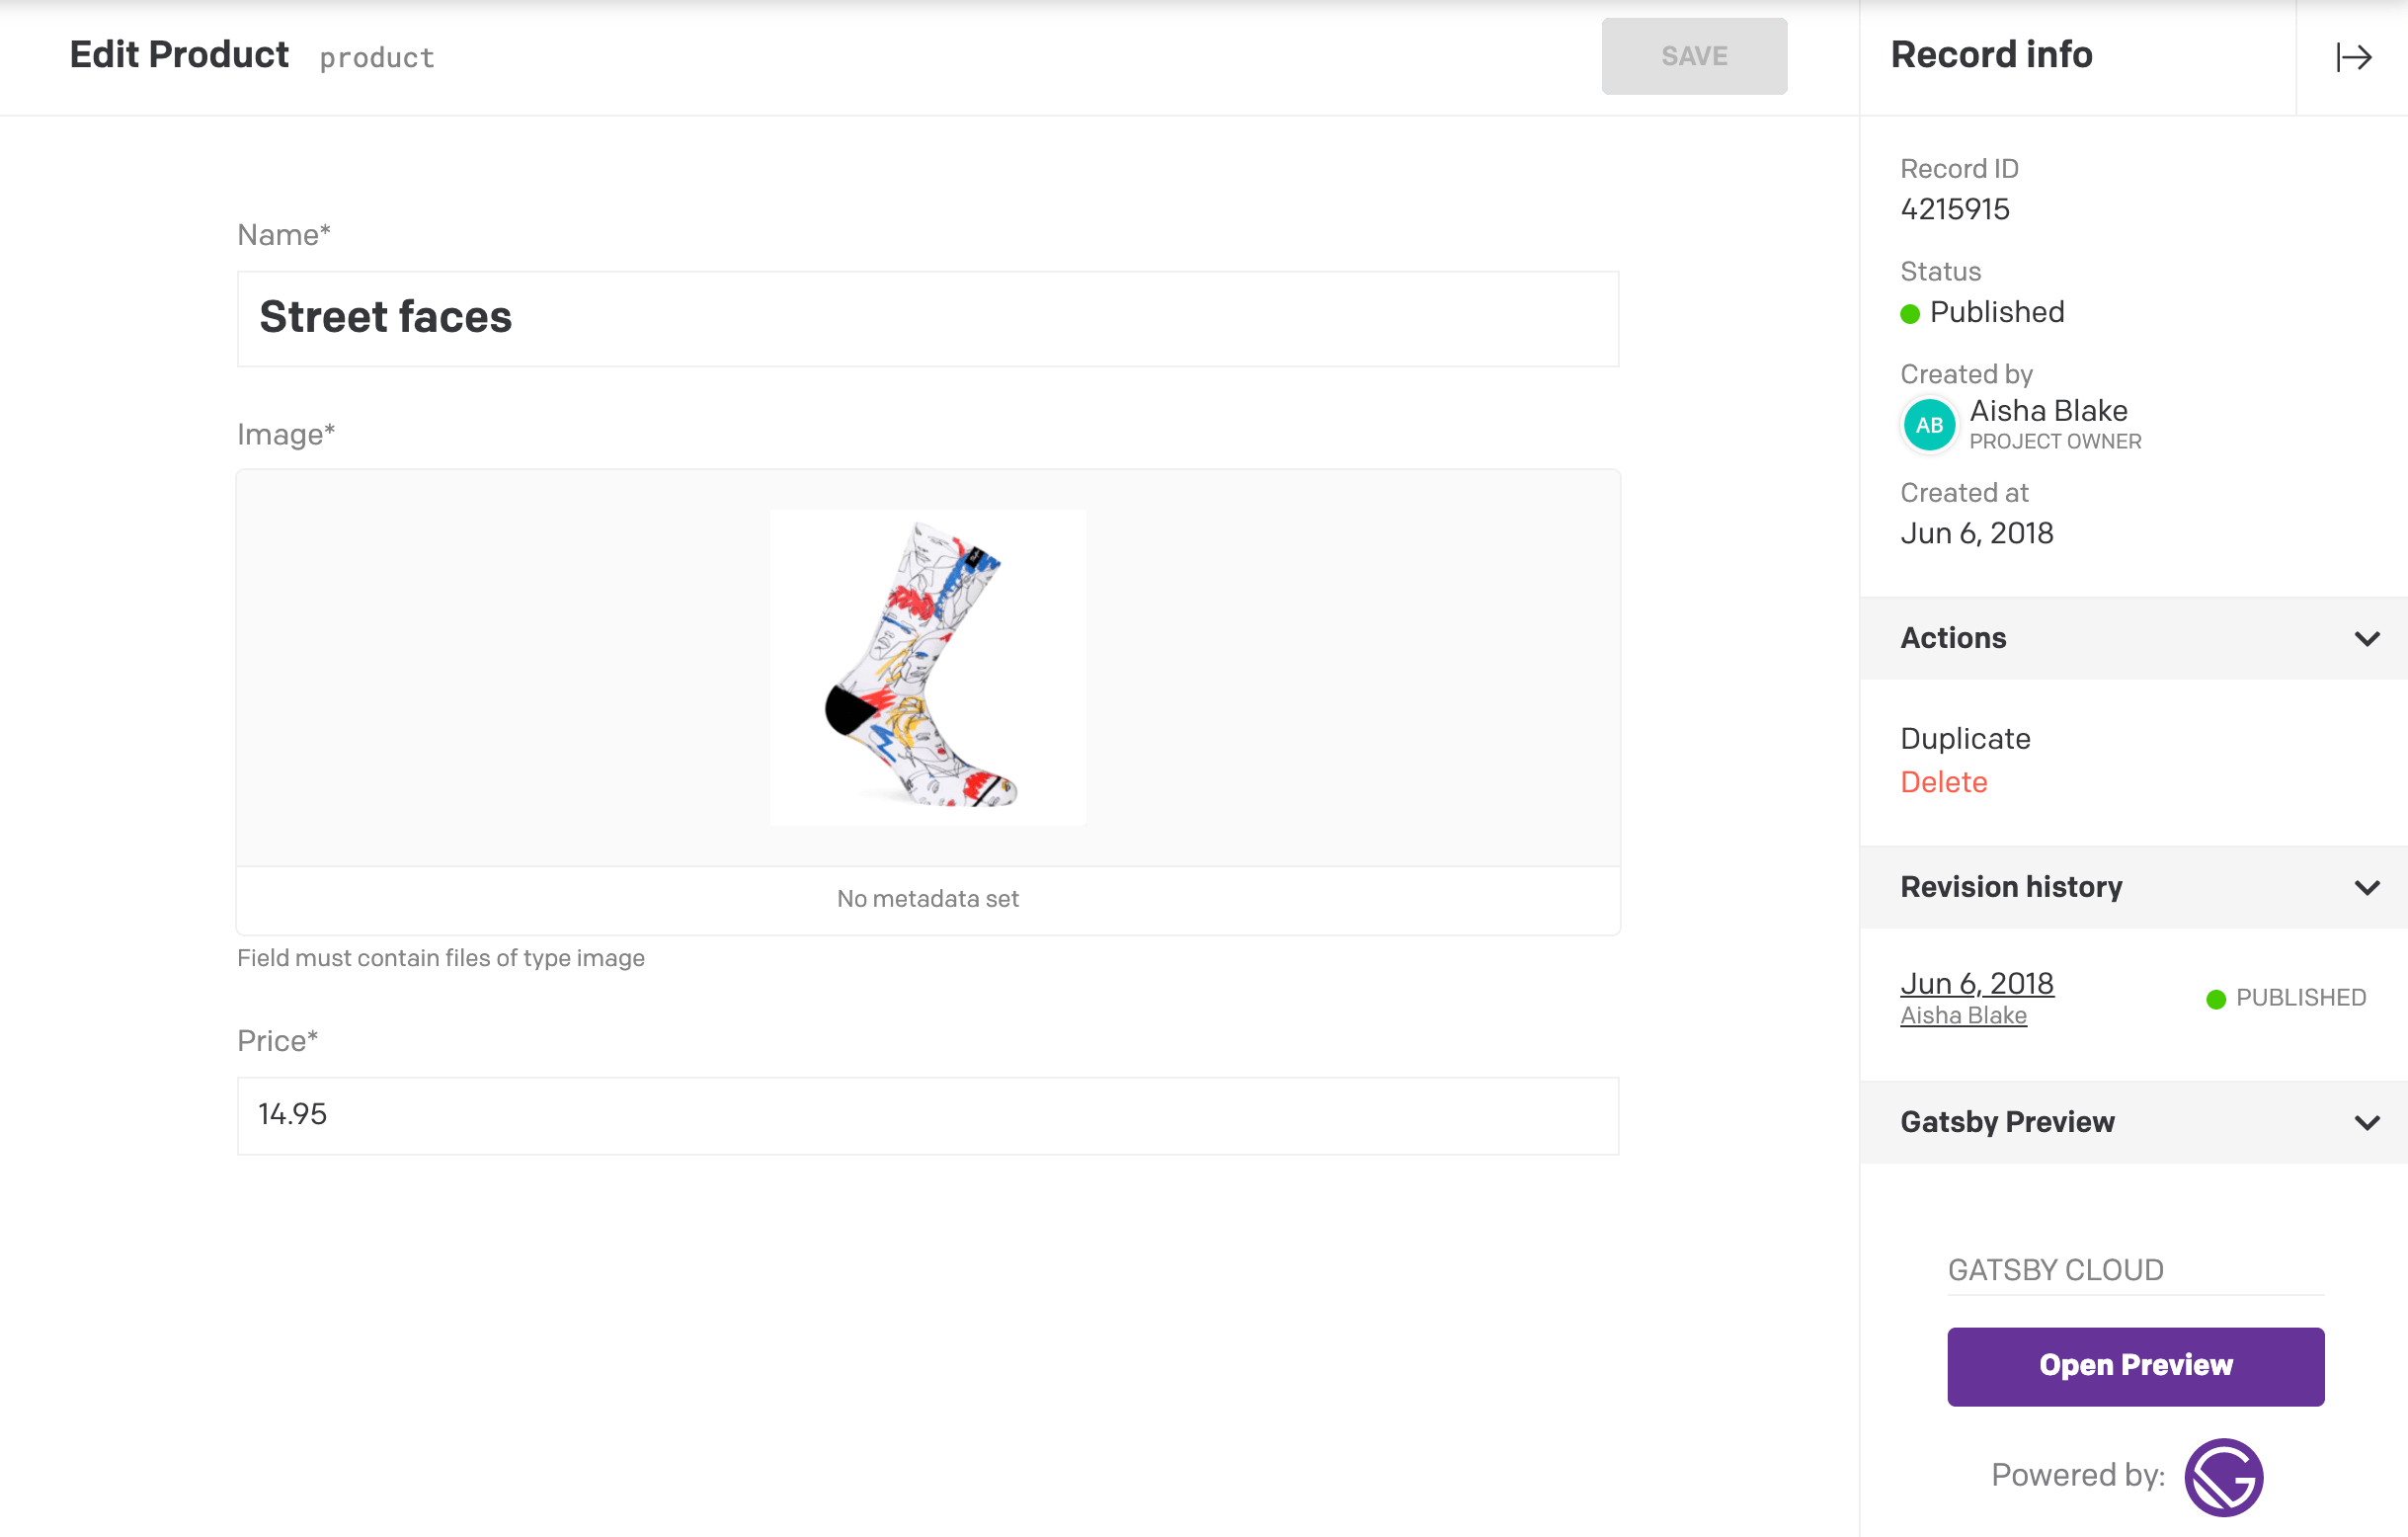 Edit Product product
SAVE
Record info
Name*
Street faces
Image*
No metadata set
Field must contain files of type image
Price*
14.95
Record ID
4215915
Status
Published
Created by
AB
Aisha Blake
PROJECT OWNER
Created at
Jun 6, 2018
Actions
Duplicate
Delete
Revision history
Jun 6, 2018
Aisha Blake
PUBLISHED
Gatsby Preview
GATSBY CLOUD
Open Preview
Powered by: